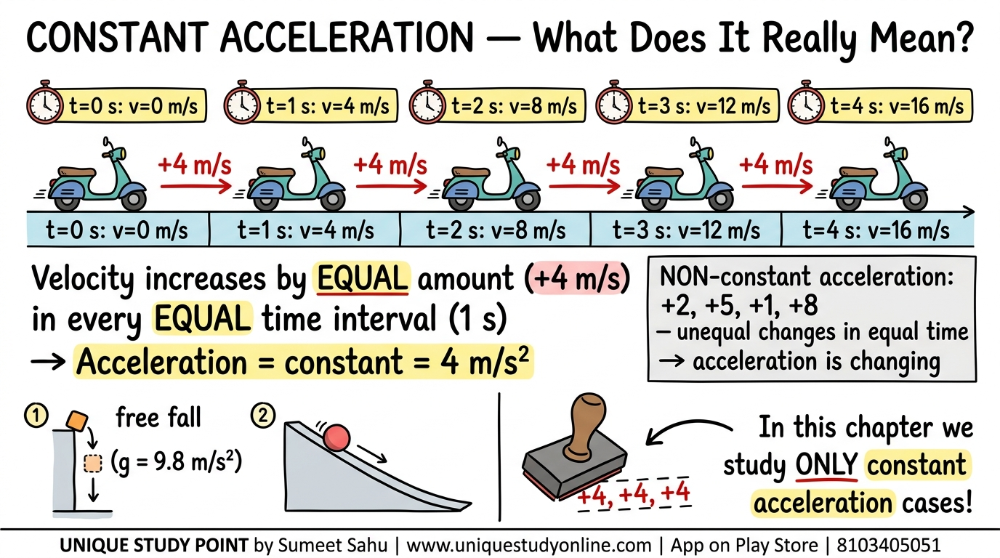 CONSTANT ACCELERATION — What Does It Really Mean?
t=0 s: v=0 m/s
t=1 s: v=4 m/s
t=2 s: v=8 m/s
t=3 s: v=12 m/s
t=4 s: v=16 m/s
+4 m/s
+4 m/s
+4 m/s
+4 m/s
t=0 s: v=0 m/s
t=1 s: v=4 m/s
t=2 s: v=8 m/s
t=3 s: v=12 m/s
t=4 s: v=16 m/s
Velocity increases by EQUAL amount (+4 m/s)
in every EQUAL time interval (1 s)
→ Acceleration = constant = 4 m/s²
NON-constant acceleration:
+2, +5, +1, +8
– unequal changes in equal time
→ acceleration is changing
1
free fall
(g = 9.8 m/s²)
2
+4, +4, +4
In this chapter we
study ONLY constant
acceleration cases!
UNIQUE STUDY POINT by Sumeet Sahu | www.uniquestudyonline.com | App on Play Store | 8103405051